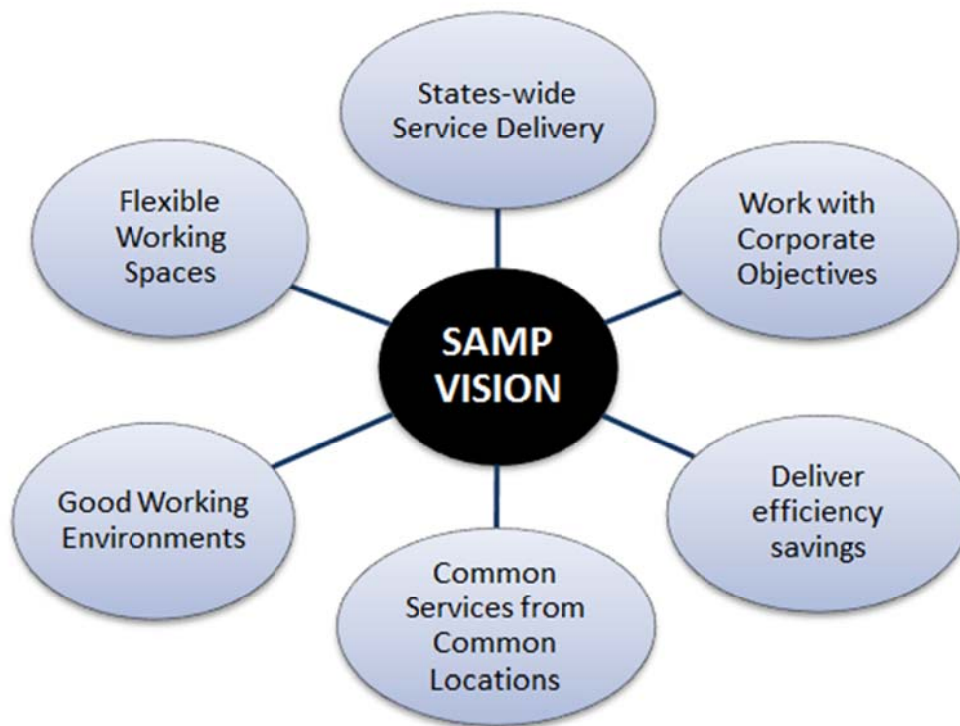 States-wide
Service Delivery
Flexible
Working
Spaces
Work with
Corporate
Objectives
SAMP
VISION
Good Working
Environments
Deliver
efficiency
savings
Common
Services from
Common
Locations